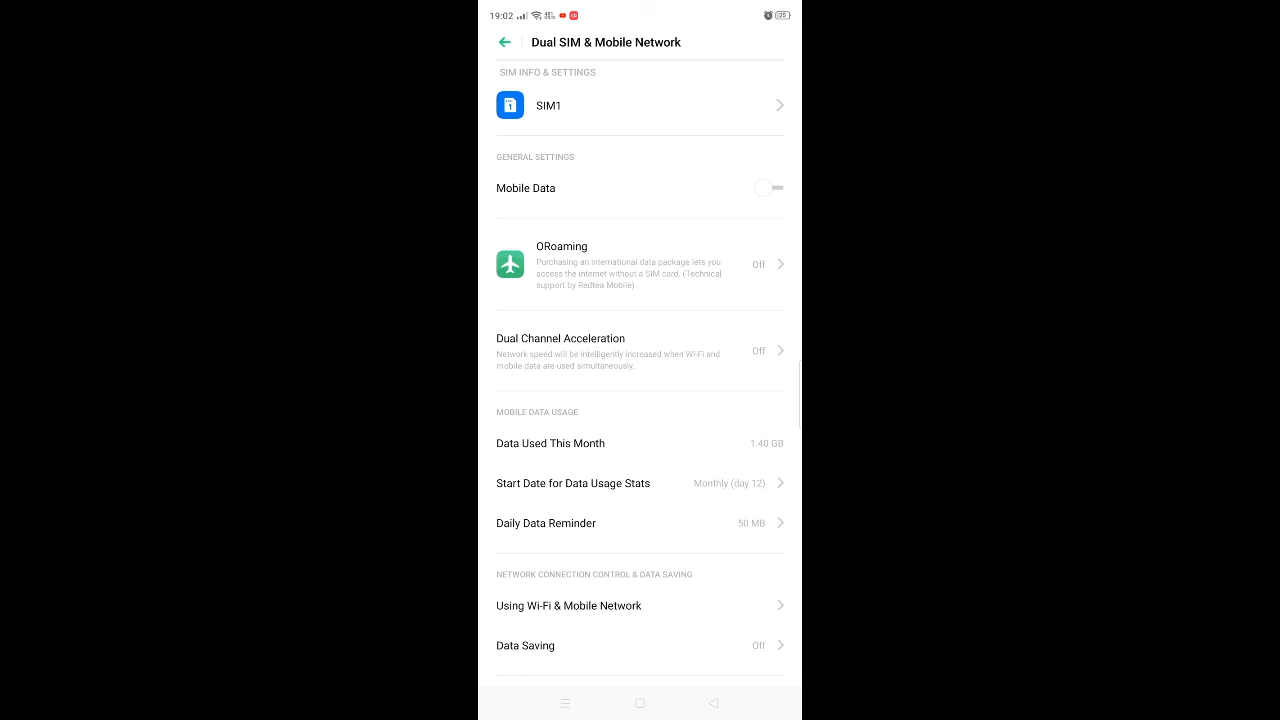 19:02
Dual SIM & Mobile Network
SIM INFO & SETTINGS
1
SIM1
GENERAL SETTINGS
Mobile Data
ORoaming
Purchasing an international data package lets you
access the internet without a SIM card. (Technical
support by Redtea Mobile)
Off
Dual Channel Acceleration
Network speed will be intelligently increased when Wi-Fi and
mobile data are used simultaneously.
Off
MOBILE DATA USAGE
Data Used This Month 1.40 GB
Start Date for Data Usage Stats Monthly (day 12)
Daily Data Reminder 50 MB
NETWORK CONNECTION CONTROL & DATA SAVING
Using Wi-Fi & Mobile Network
Data Saving Off